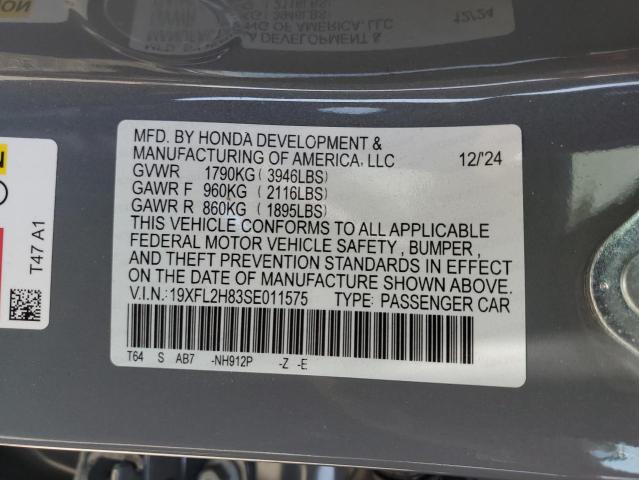 12/24
MFD. BY HONDA DEVELOPMENT &
MANUFACTURING OF AMERICA, LLC 12/24
GVWR 1790KG (3946LBS)
GAWR F 960KG (2116LBS)
GAWR R 860KG (1895LBS)
THIS VEHICLE CONFORMS TO ALL APPLICABLE
FEDERAL MOTOR VEHICLE SAFETY , BUMPER ,
AND THEFT PREVENTION STANDARDS IN EFFECT
ON THE DATE OF MANUFACTURE SHOWN ABOVE.
V.I.N.:19XFL2H83SE011575 TYPE: PASSENGER CAR
T64 S AB7 -NH912P -Z -E
T47 A1